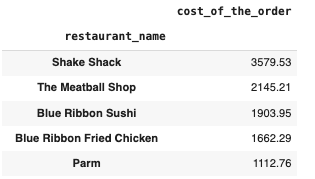 cost_of_the_order
restaurant_name
Shake Shack 3579.53
The Meatball Shop 2145.21
Blue Ribbon Sushi 1903.95
Blue Ribbon Fried Chicken 1662.29
Parm 1112.76